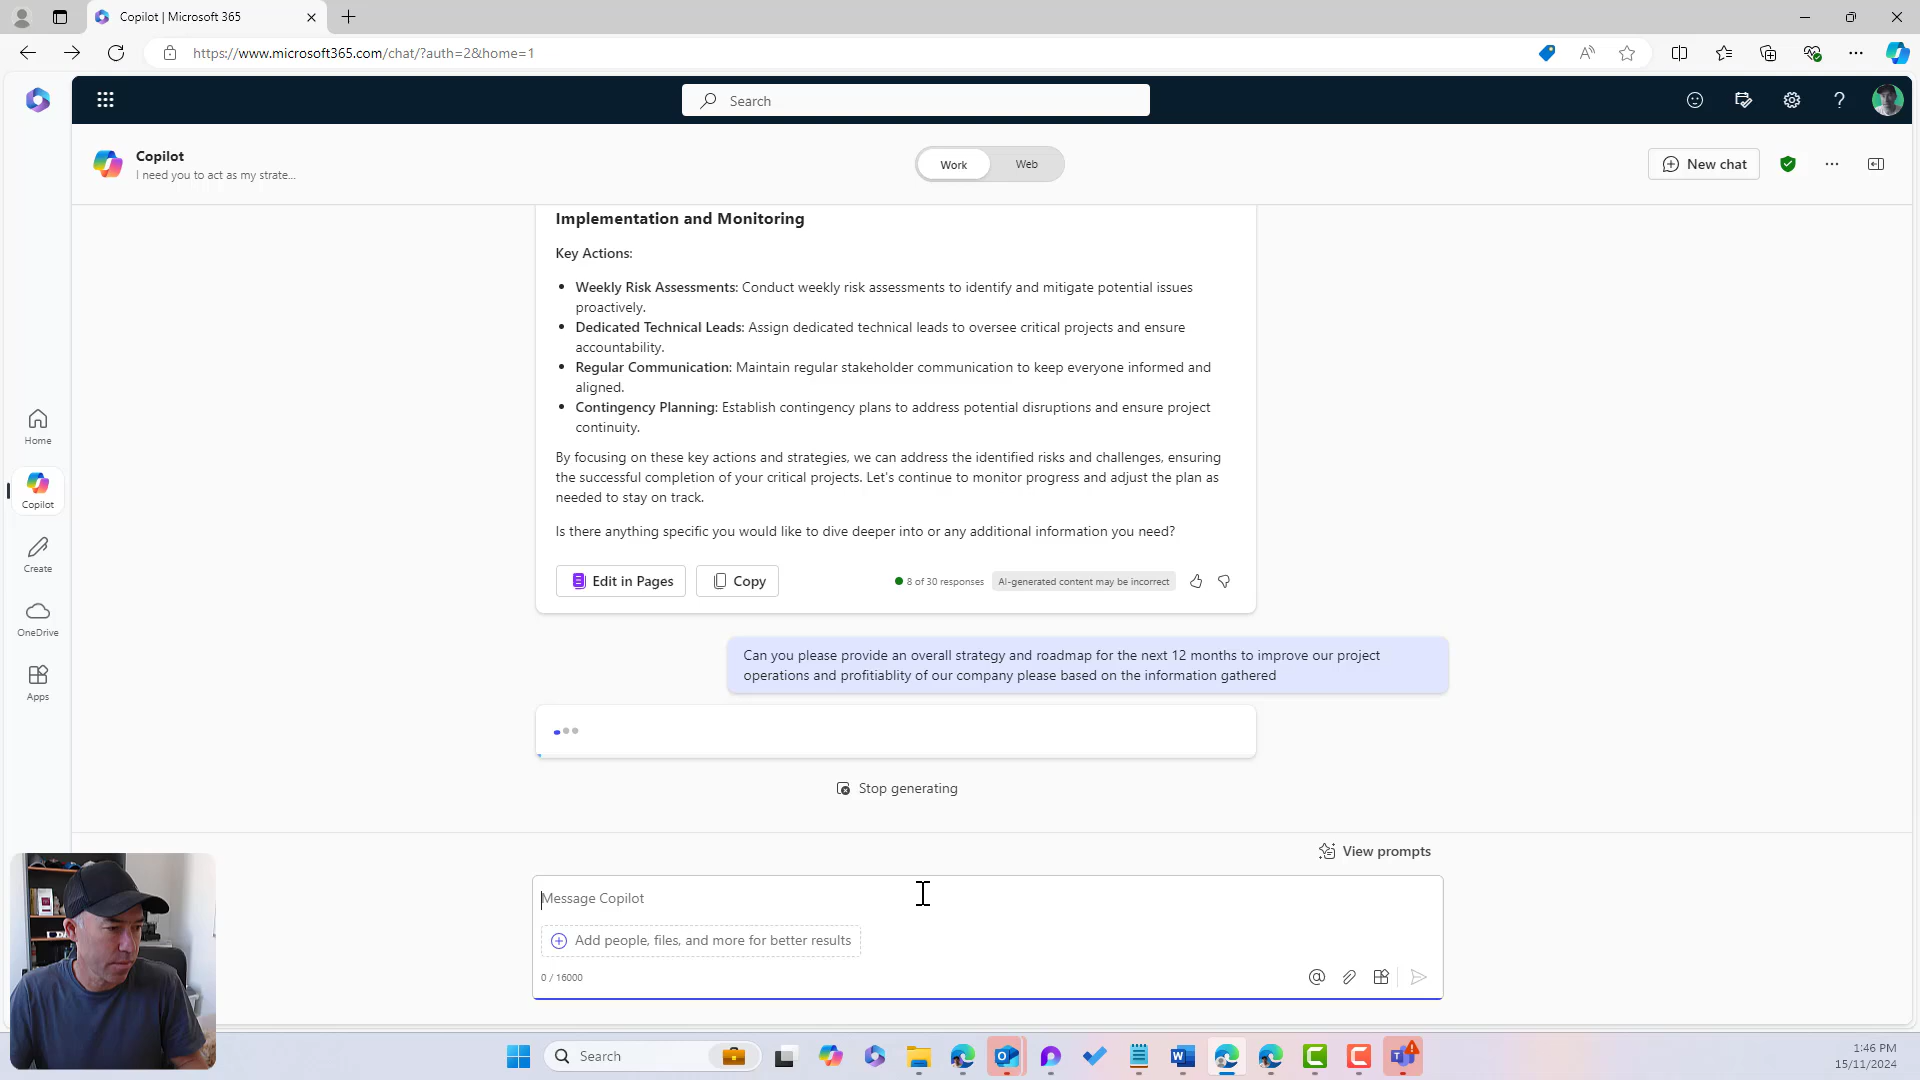 Copilot | Microsoft 365
https://www.microsoft365.com/chat/?auth=2&home=1
Search
Copilot
I need you to act as my strate...
Work
Web
New chat
Home
Copilot
Create
OneDrive
Apps
Implementation and Monitoring
Key Actions:
• Weekly Risk Assessments: Conduct weekly risk assessments to identify and mitigate potential issues
proactively.
• Dedicated Technical Leads: Assign dedicated technical leads to oversee critical projects and ensure
accountability.
• Regular Communication: Maintain regular stakeholder communication to keep everyone informed and
aligned.
• Contingency Planning: Establish contingency plans to address potential disruptions and ensure project
continuity.
By focusing on these key actions and strategies, we can address the identified risks and challenges, ensuring
the successful completion of your critical projects. Let's continue to monitor progress and adjust the plan as
needed to stay on track.
Is there anything specific you would like to dive deeper into or any additional information you need?
Edit in Pages
Copy
8 of 30 responses
AI-generated content may be incorrect
Can you please provide an overall strategy and roadmap for the next 12 months to improve our project
operations and profitiablity of our company please based on the information gathered
Stop generating
View prompts
Message Copilot
Add people, files, and more for better results
0 / 16000
Search
1:46 PM
15/11/2024